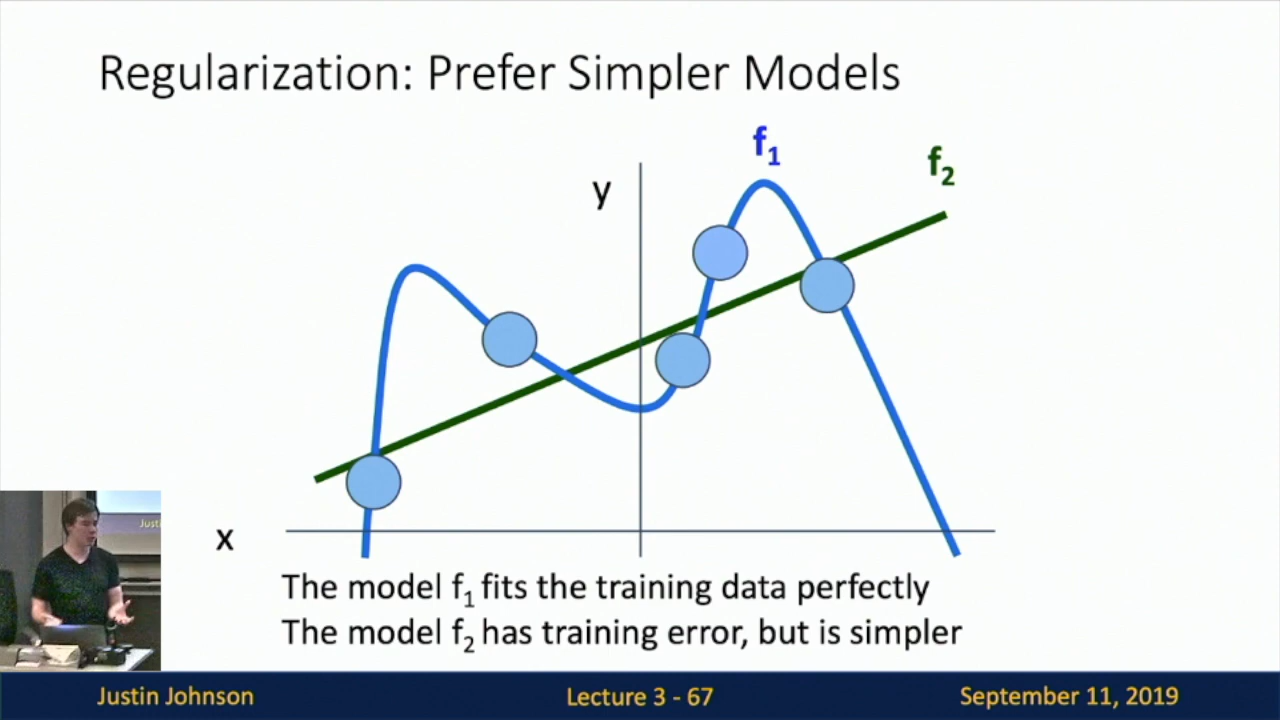 Regularization: Prefer Simpler Models
f1
f2
y
x
The model f1 fits the training data perfectly
The model f2 has training error, but is simpler
Justin Johnson
Lecture 3 - 67
September 11, 2019